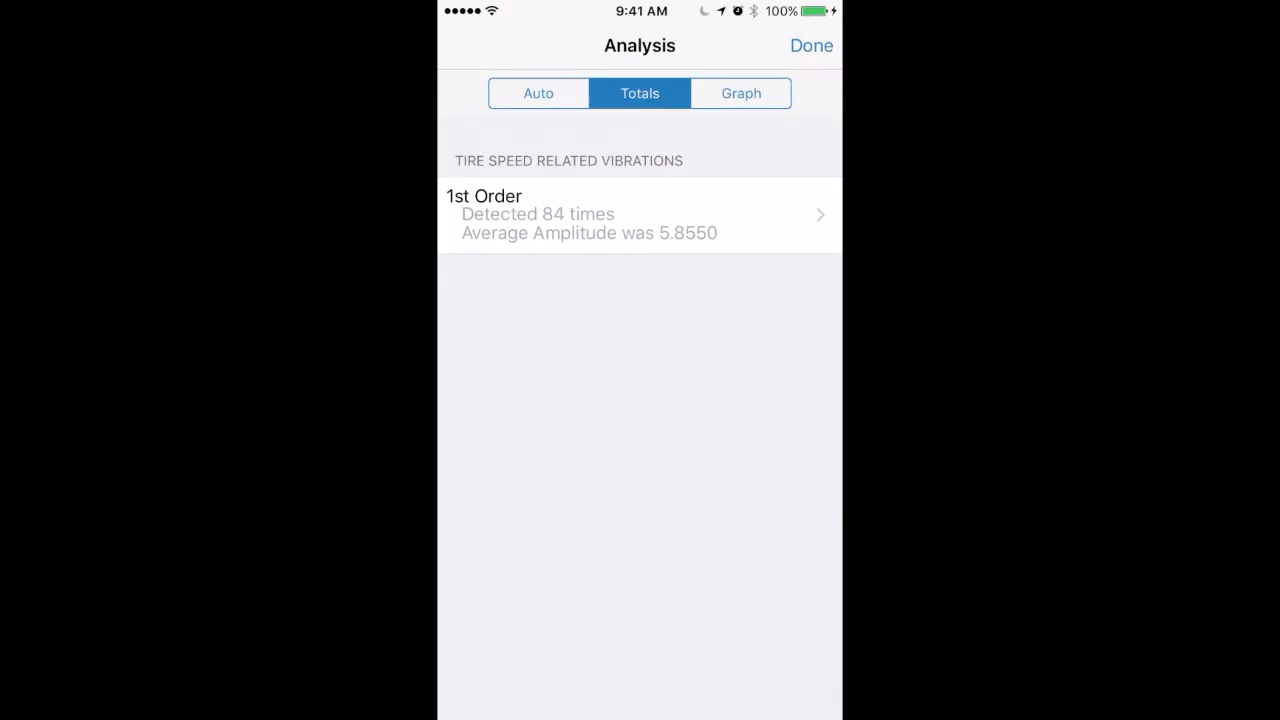 9:41 AM 100%
Analysis Done
Auto Totals Graph
TIRE SPEED RELATED VIBRATIONS
1st Order
Detected 84 times
Average Amplitude was 5.8550